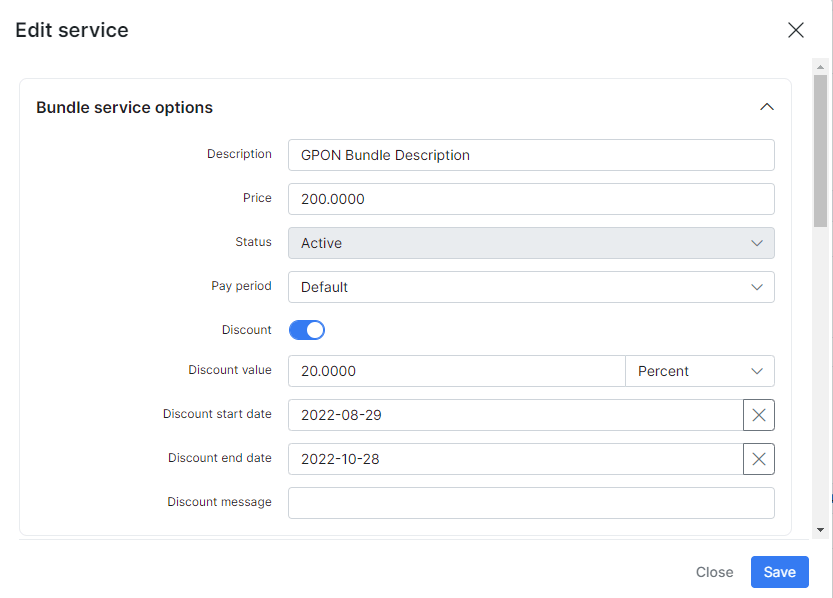 Edit service
Bundle service options
Description GPON Bundle Description
Price 200.0000
Status Active
Pay period Default
Discount
Discount value 20.0000 Percent
Discount start date 2022-08-29
Discount end date 2022-10-28
Discount message
Close Save